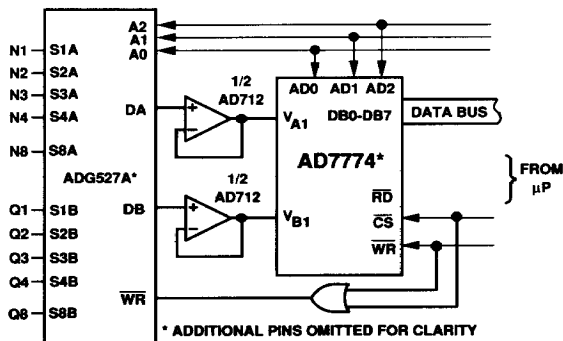 A2
A1
A0
N1 S1A
N2 S2A
N3 S3A
N4 S4A
N8 S8A
ADG527A*
Q1 S1B
Q2 S2B
Q3 S3B
Q4 S4B
Q8 S8B
DA
DB
WR
1/2
AD712
+
−
1/2
AD712
+
−
AD0 AD1 AD2
VA1
DB0-DB7
AD7774*
VB1
RD
CS
WR
DATA BUS
FROM
µP
* ADDITIONAL PINS OMITTED FOR CLARITY